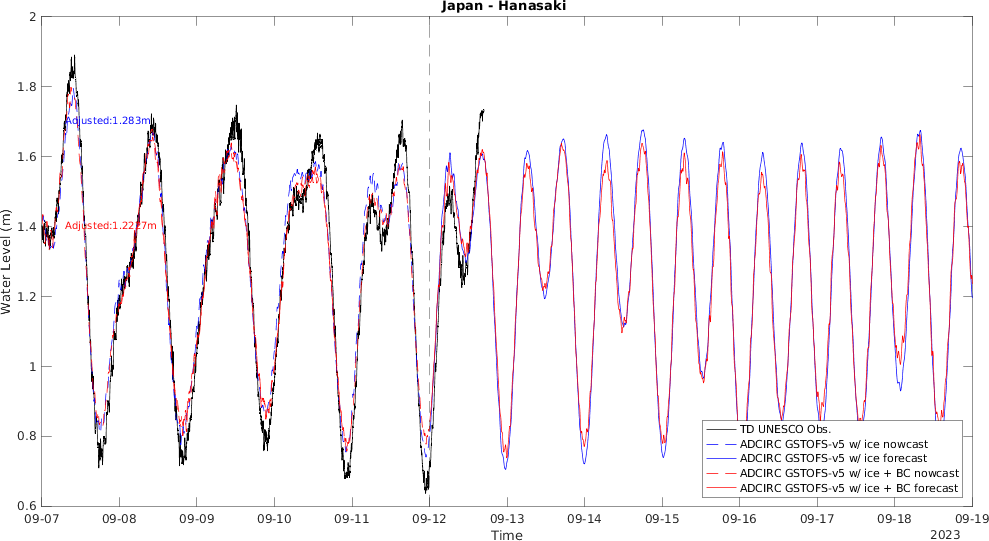 Japan - Hanasaki
2
1.8
1.6
1.4
1.2
1
0.8
0.6
Water Level (m)
Adjusted:1.283m
Adjusted:1.2227m
TD UNESCO Obs.
ADCIRC GSTOFS-v5 w/ ice nowcast
ADCIRC GSTOFS-v5 w/ ice forecast
ADCIRC GSTOFS-v5 w/ ice + BC nowcast
ADCIRC GSTOFS-v5 w/ ice + BC forecast
09-07 09-08 09-09 09-10 09-11 09-12 09-13 09-14 09-15 09-16 09-17 09-18 09-19
Time
2023